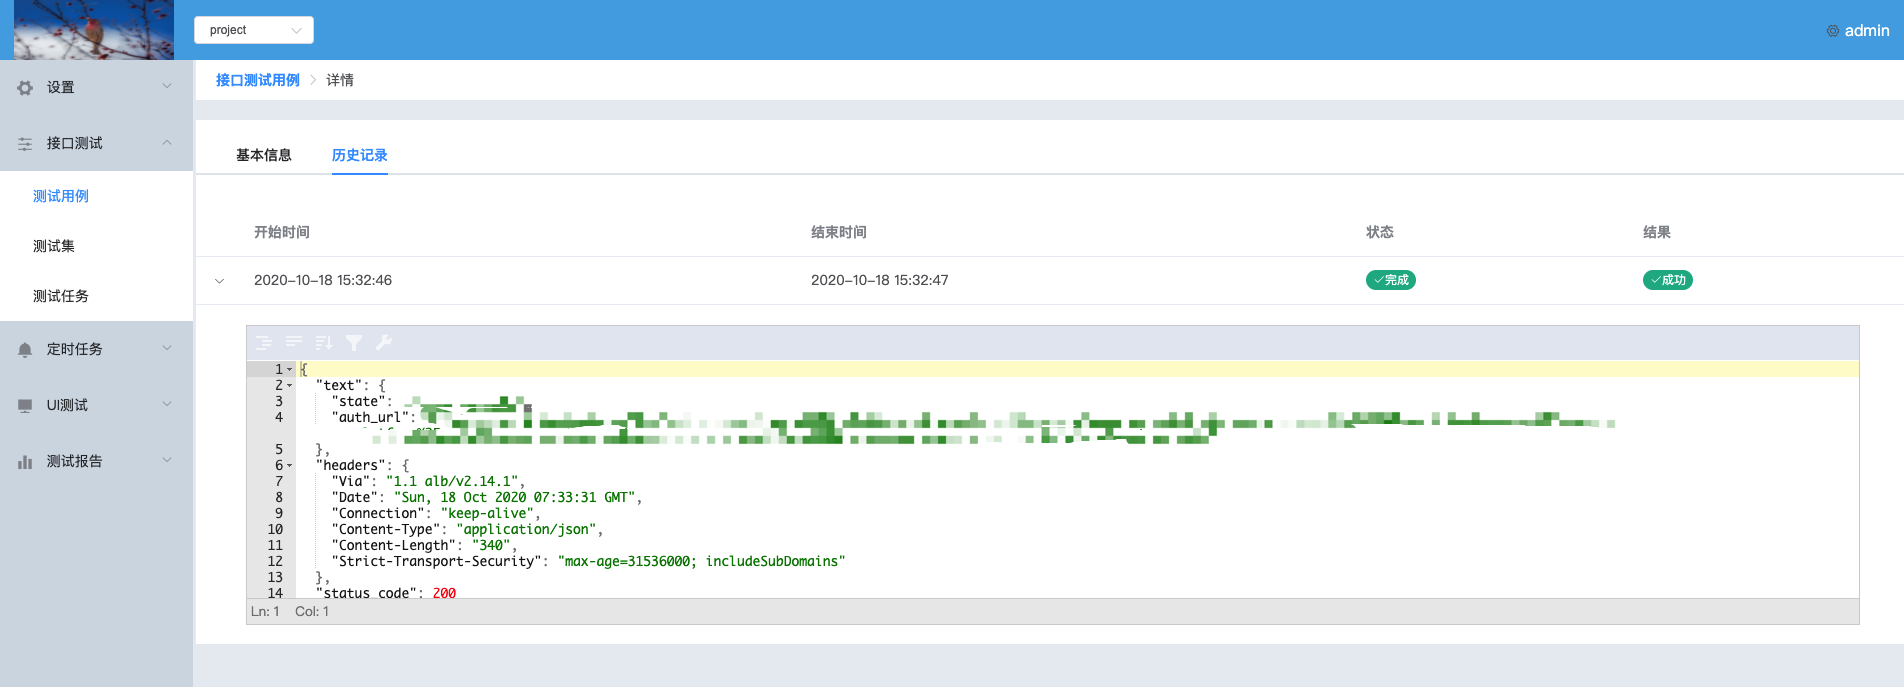 project
admin
设置
接口测试
测试用例
测试集
测试任务
定时任务
UI测试
测试报告
接口测试用例 > 详情
基本信息 历史记录
开始时间 结束时间 状态 结果
2020-10-18 15:32:46 2020-10-18 15:32:47 完成 成功
1 {
2 "text": {
3 "state":
4 "auth_url":
5 },
6 "headers": {
7 "Via": "1.1 alb/v2.14.1",
8 "Date": "Sun, 18 Oct 2020 07:33:31 GMT",
9 "Connection": "keep-alive",
10 "Content-Type": "application/json",
11 "Content-Length": "340",
12 "Strict-Transport-Security": "max-age=31536000; includeSubDomains"
13 },
14 "status_code": 200
Ln: 1 Col: 1